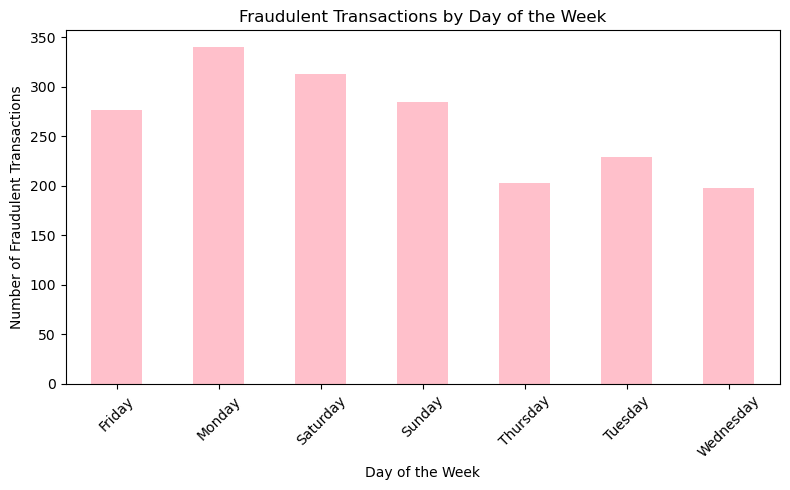 Fraudulent Transactions by Day of the Week
Number of Fraudulent Transactions
350
300
250
200
150
100
50
0
Friday
Monday
Saturday
Sunday
Thursday
Tuesday
Wednesday
Day of the Week